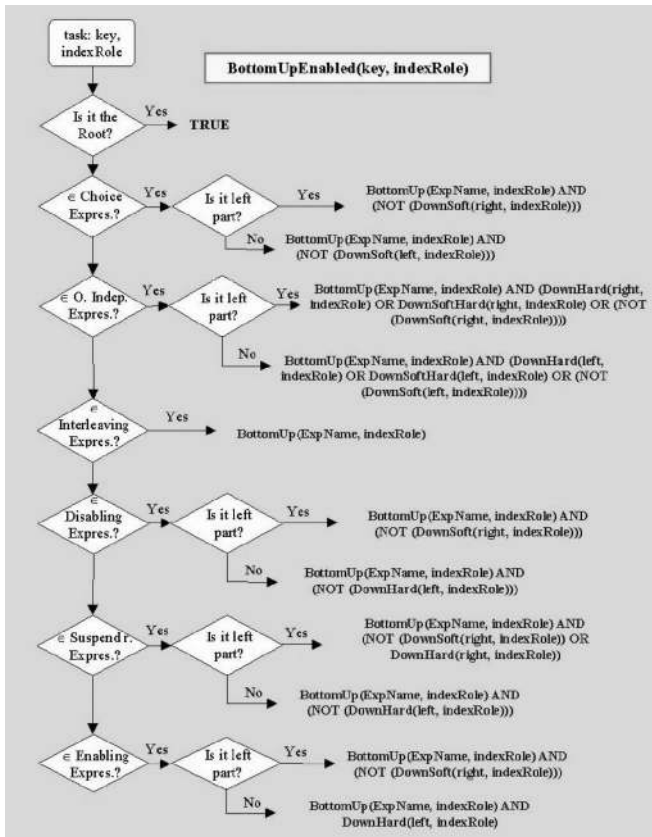 task: key,
indexRole
BottomUpEnabled(key, indexRole)
Is it the
Root?
Yes
TRUE
∈ Choice
Expres.?
Yes
Is it left
part?
Yes
BottomUp(ExpName, indexRole) AND
(NOT (DownSoft(right, indexRole)))
No
BottomUp(ExpName, indexRole) AND
(NOT (DownSoft(left, indexRole)))
∈ O. Indep.
Expres.?
Yes
Is it left
part?
Yes
BottomUp(ExpName, indexRole) AND (DownHard(right,
indexRole) OR DownSoftHard(right, indexRole) OR (NOT
(DownSoft(right, indexRole))))
No
BottomUp(ExpName, indexRole) AND (DownHard(left,
indexRole) OR DownSoftHard(left, indexRole) OR (NOT
(DownSoft(left, indexRole))))
∈
Interleaving
Expres.?
Yes
BottomUp(ExpName, indexRole)
∈
Disabling
Expres.?
Yes
Is it left
part?
Yes
BottomUp(ExpName, indexRole) AND
(NOT (DownSoft(right, indexRole)))
No
BottomUp(ExpName, indexRole) AND
(NOT (DownHard(left, indexRole)))
∈ Suspend r.
Expres.?
Yes
Is it left
part?
Yes
BottomUp(ExpName, indexRole) AND
(NOT (DownSoft(right, indexRole)) OR
DownHard(right, indexRole))
No
BottomUp(ExpName, indexRole) AND
(NOT (DownHard(left, indexRole)))
∈ Enabling
Expres.?
Yes
Is it left
part?
Yes
BottomUp(ExpName, indexRole) AND
(NOT (DownSoft(right, indexRole)))
No
BottomUp(ExpName, indexRole) AND
DownHard(left, indexRole)